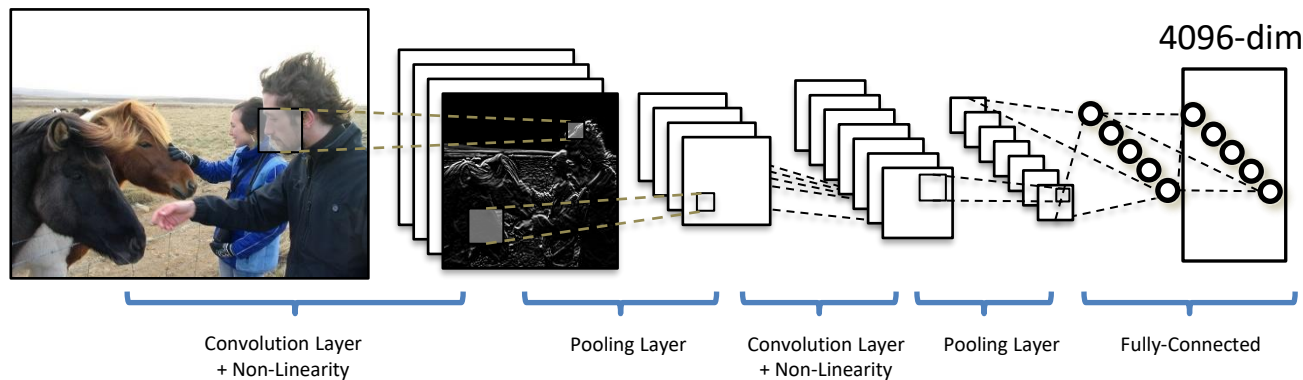 4096-dim
Convolution Layer
+ Non-Linearity
Pooling Layer
Convolution Layer
+ Non-Linearity
Pooling Layer
Fully-Connected